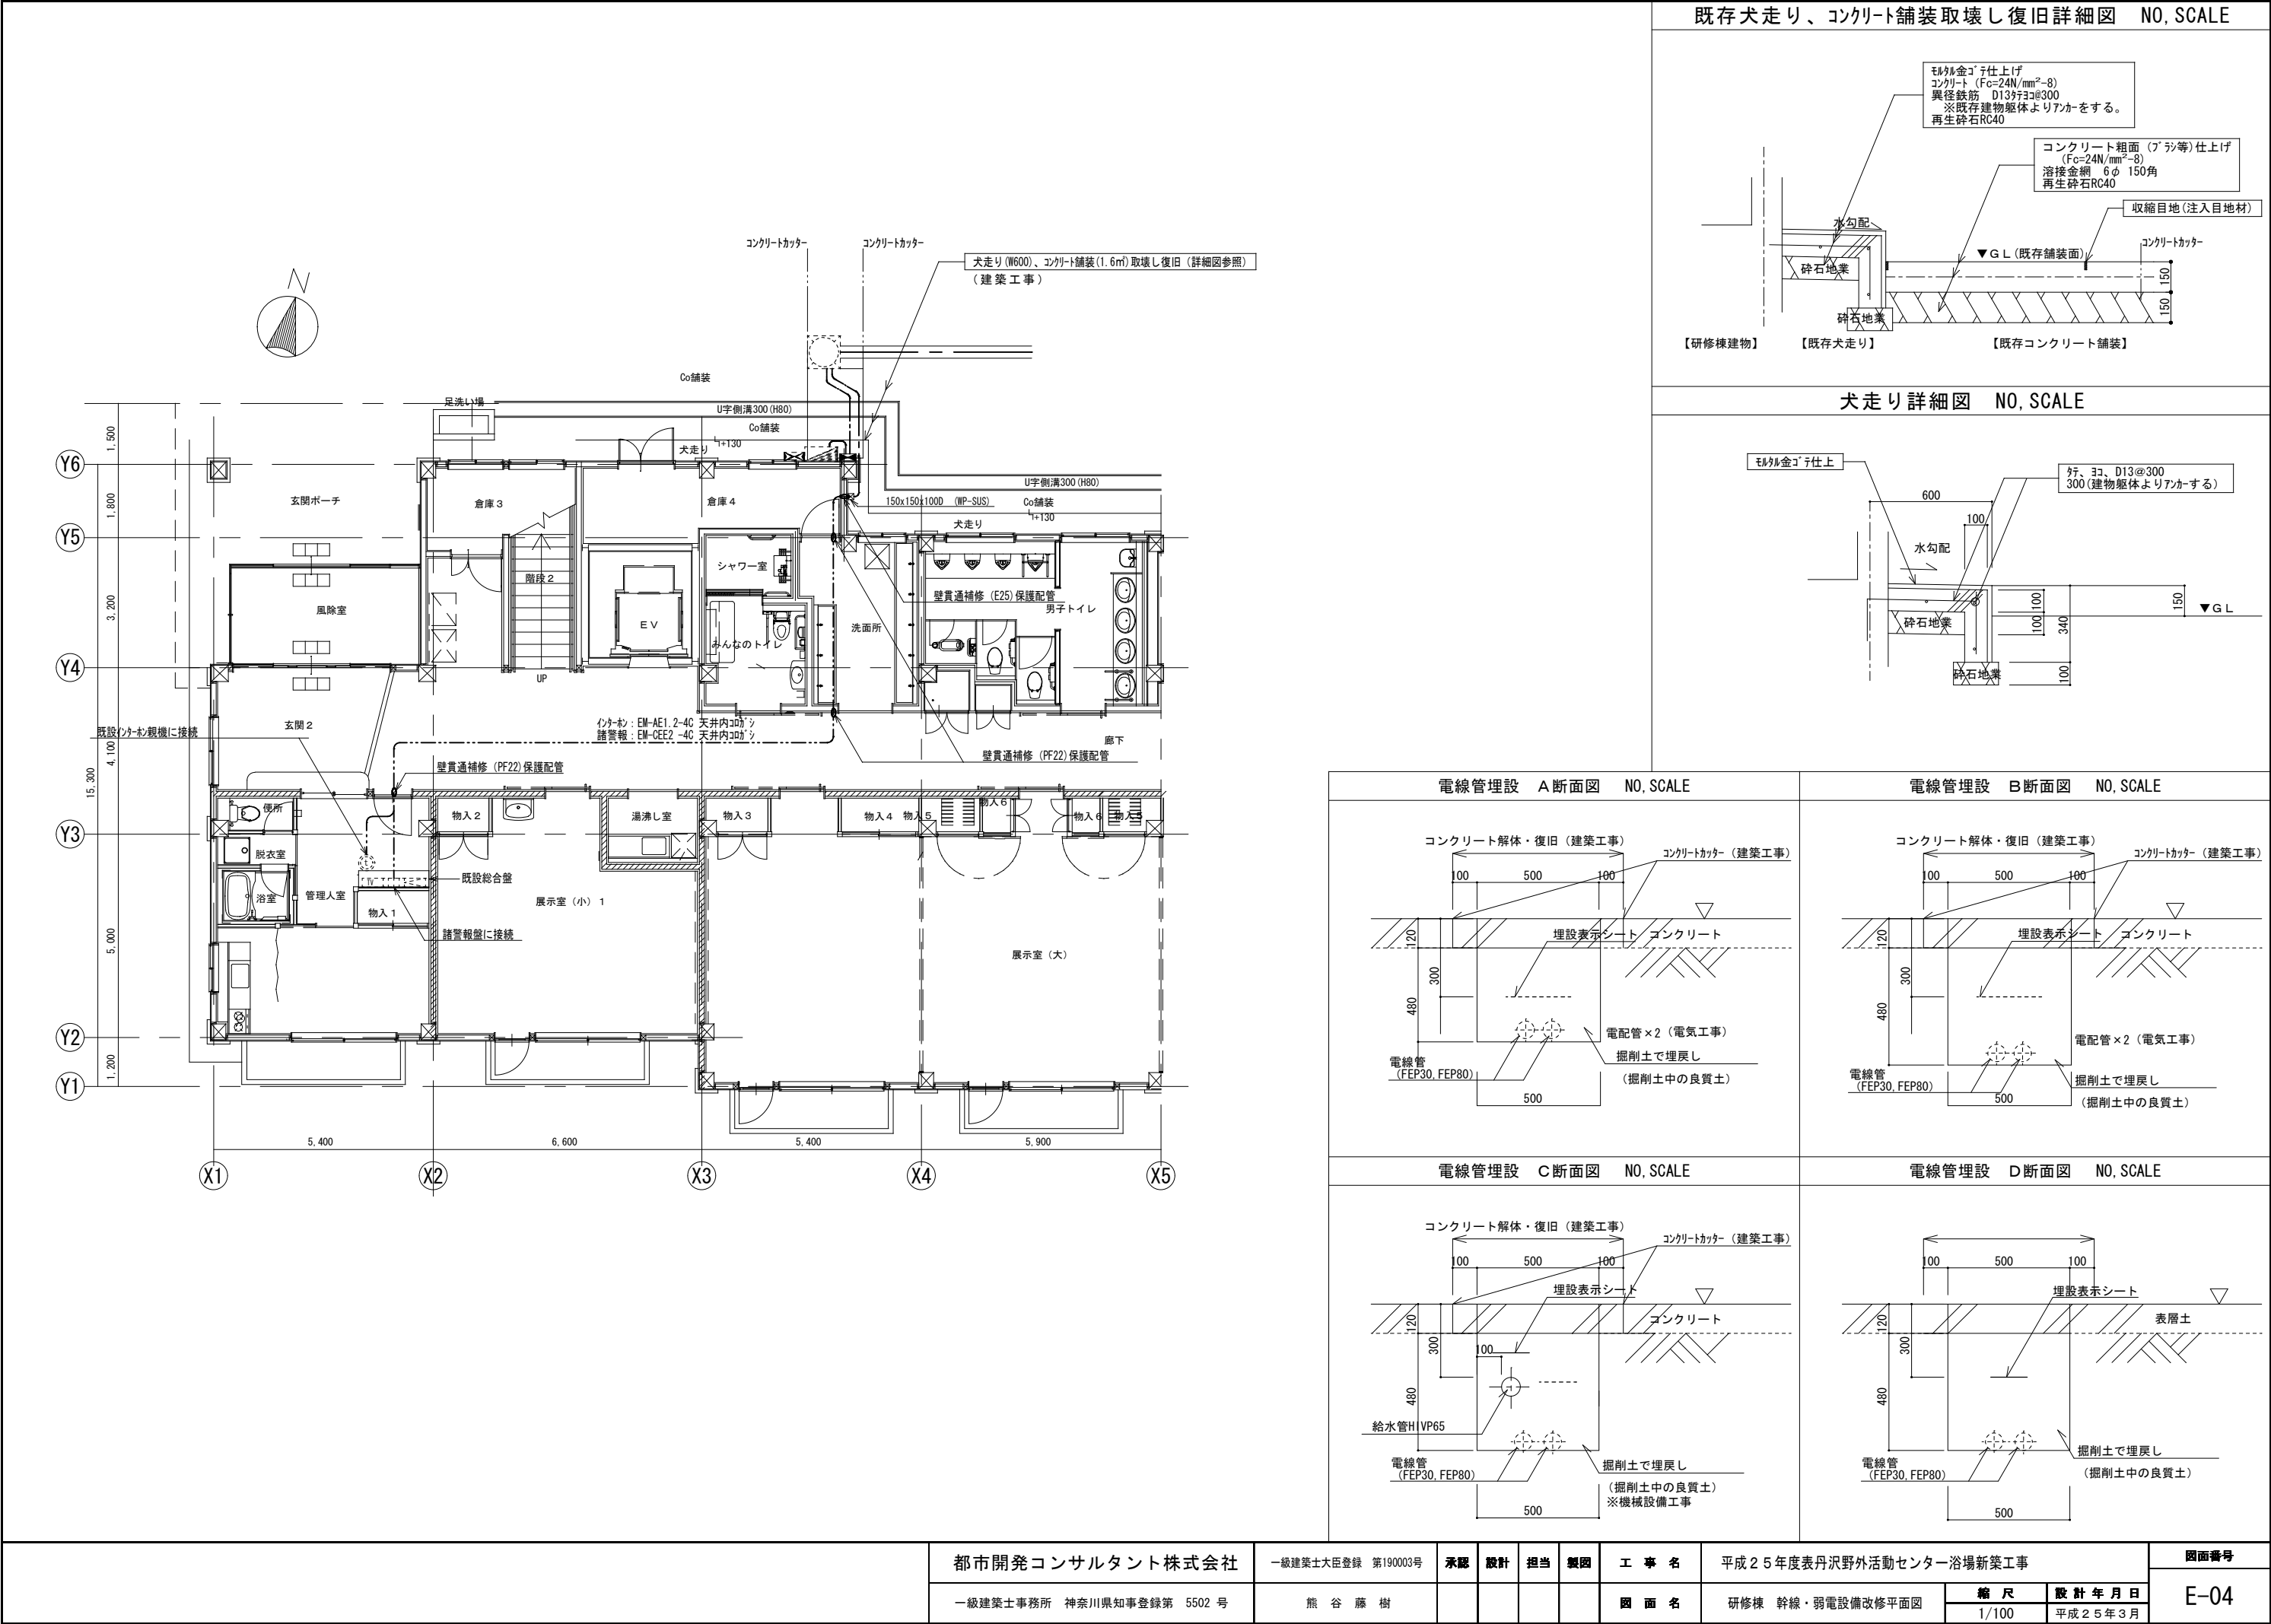 既存犬走り、ｺﾝｸﾘｰﾄ舗装取壊し復旧詳細図 NO,SCALE
ﾓﾙﾀﾙ金ｺﾞﾃ仕上げ
ｺﾝｸﾘｰﾄ (Fc=24N/mm²-8)
異径鉄筋 D13ﾀﾃﾖｺ@300
※既存建物躯体よりｱﾝｶｰをする。
再生砕石RC40
コンクリート粗面 (ﾌﾞﾗｼ等)仕上げ
(Fc=24N/mm²-8)
溶接金網 6φ 150角
再生砕石RC40
収縮目地(注入目地材)
水勾配
▼GL(既存舗装面)
ｺﾝｸﾘｰﾄｶｯﾀｰ
砕石地業
150
150
砕石地業
【研修棟建物】
【既存犬走り】
【既存コンクリート舗装】
犬走り詳細図 NO,SCALE
ﾓﾙﾀﾙ金ｺﾞﾃ仕上
ﾀﾃ、ﾖｺ、D13@300
300(建物躯体よりｱﾝｶｰする)
600
100
水勾配
砕石地業
100
100
340
100
150
▼GL
砕石地業
ｺﾝｸﾘｰﾄｶｯﾀｰ
ｺﾝｸﾘｰﾄｶｯﾀｰ
犬走り(W600)、ｺﾝｸﾘｰﾄ舗装(1.6㎡)取壊し復旧 (詳細図参照)
(建築工事)
N
Co舗装
足洗い場
U字側溝300(H80)
Co舗装
+130
犬走り
U字側溝300(H80)
150x150x100D (WP-SUS)
Co舗装
+130
犬走り
Y6
Y5
Y4
Y3
Y2
Y1
1,500
1,800
3,200
4,100
15,300
5,000
1,200
玄関ポーチ
倉庫3
倉庫4
シャワー室
階段2
風除室
EV
みんなのトイレ
洗面所
男子トイレ
壁貫通補修 (E25)保護配管
UP
玄関2
既設ｲﾝﾀｰﾎﾝ親機に接続
ｲﾝﾀｰﾎﾝ：EM-AE1.2-4C 天井内ｺﾛｶﾞｼ
諸警報：EM-CEE2 -4C 天井内ｺﾛｶﾞｼ
廊下
壁貫通補修 (PF22)保護配管
壁貫通補修 (PF22)保護配管
便所
物入2
湯沸し室
物入3
物入4
物入5
物入6
物入6
物入5
脱衣室
TV
既設総合盤
浴室
管理人室
物入1
諸警報盤に接続
展示室 (小) 1
展示室 (大)
5,400
6,600
5,400
5,900
X1
X2
X3
X4
X5
電線管埋設 A断面図 NO,SCALE
コンクリート解体・復旧 (建築工事)
ｺﾝｸﾘｰﾄｶｯﾀｰ (建築工事)
100
500
100
120
300
480
埋設表示シート
コンクリート
電配管×2 (電気工事)
電線管
(FEP30,FEP80)
掘削土で埋戻し
(掘削土中の良質土)
500
電線管埋設 B断面図 NO,SCALE
コンクリート解体・復旧 (建築工事)
ｺﾝｸﾘｰﾄｶｯﾀｰ (建築工事)
100
500
100
120
300
480
埋設表示シート
コンクリート
電配管×2 (電気工事)
電線管
(FEP30,FEP80)
掘削土で埋戻し
(掘削土中の良質土)
500
電線管埋設 C断面図 NO,SCALE
コンクリート解体・復旧 (建築工事)
ｺﾝｸﾘｰﾄｶｯﾀｰ (建築工事)
100
500
100
埋設表示シート
120
300
コンクリート
100
480
給水管HIVP65
電線管
(FEP30,FEP80)
掘削土で埋戻し
(掘削土中の良質土)
※機械設備工事
500
電線管埋設 D断面図 NO,SCALE
100
500
100
埋設表示シート
120
300
表層土
480
電線管
(FEP30,FEP80)
掘削土で埋戻し
(掘削土中の良質土)
500
都市開発コンサルタント株式会社
一級建築士大臣登録 第190003号
承認
設計
担当
製図
工事名
平成25年度表丹沢野外活動センター浴場新築工事
図面番号
一級建築士事務所 神奈川県知事登録第 5502 号
熊谷藤樹
図面名
研修棟 幹線・弱電設備改修平面図
縮尺
設計年月日
1/100
平成25年3月
E-04